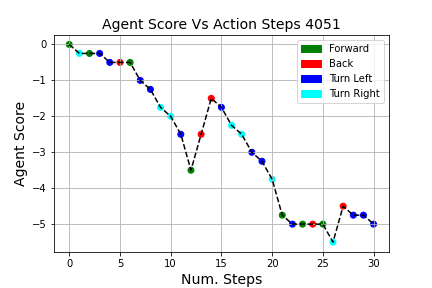 Agent Score Vs Action Steps 4051
Forward
Back
Turn Left
Turn Right
Agent Score
0
−1
−2
−3
−4
−5
0 5 10 15 20 25 30
Num. Steps